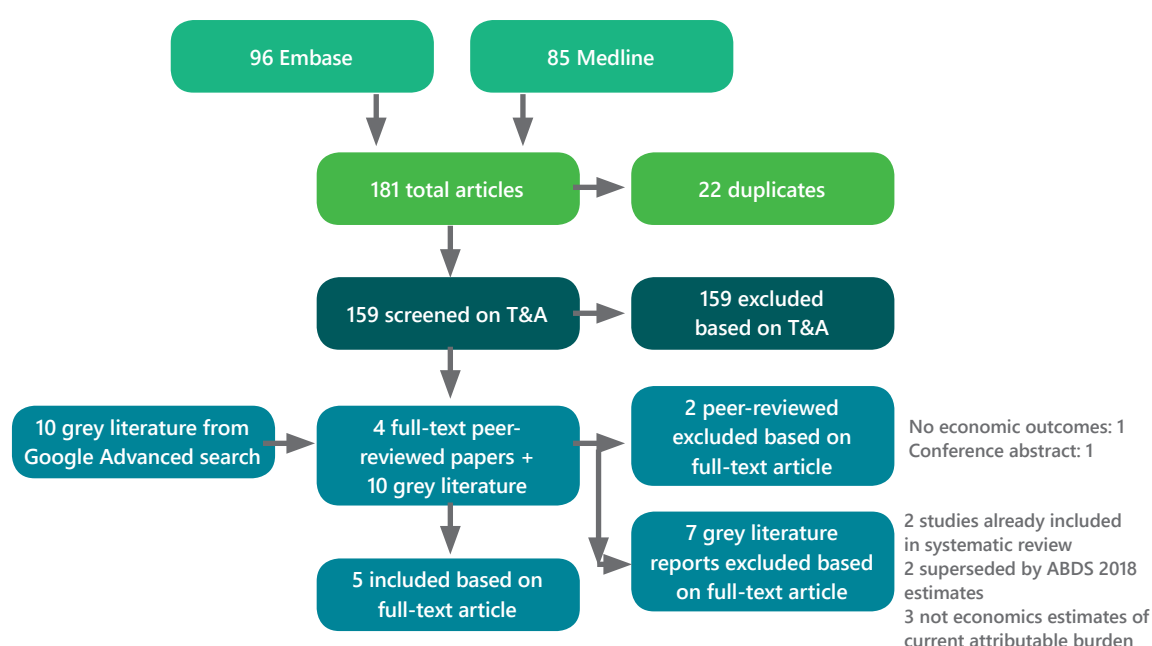 96 Embase
85 Medline
181 total articles
22 duplicates
159 screened on T&A
159 excluded
based on T&A
10 grey literature from
Google Advanced search
4 full-text peer-
reviewed papers +
10 grey literature
2 peer-reviewed
excluded based on
full-text article
No economic outcomes: 1
Conference abstract: 1
5 included based on
full-text article
7 grey literature
reports excluded based
on full-text article
2 studies already included
in systematic review
2 superseded by ABDS 2018
estimates
3 not economics estimates of
current attributable burden